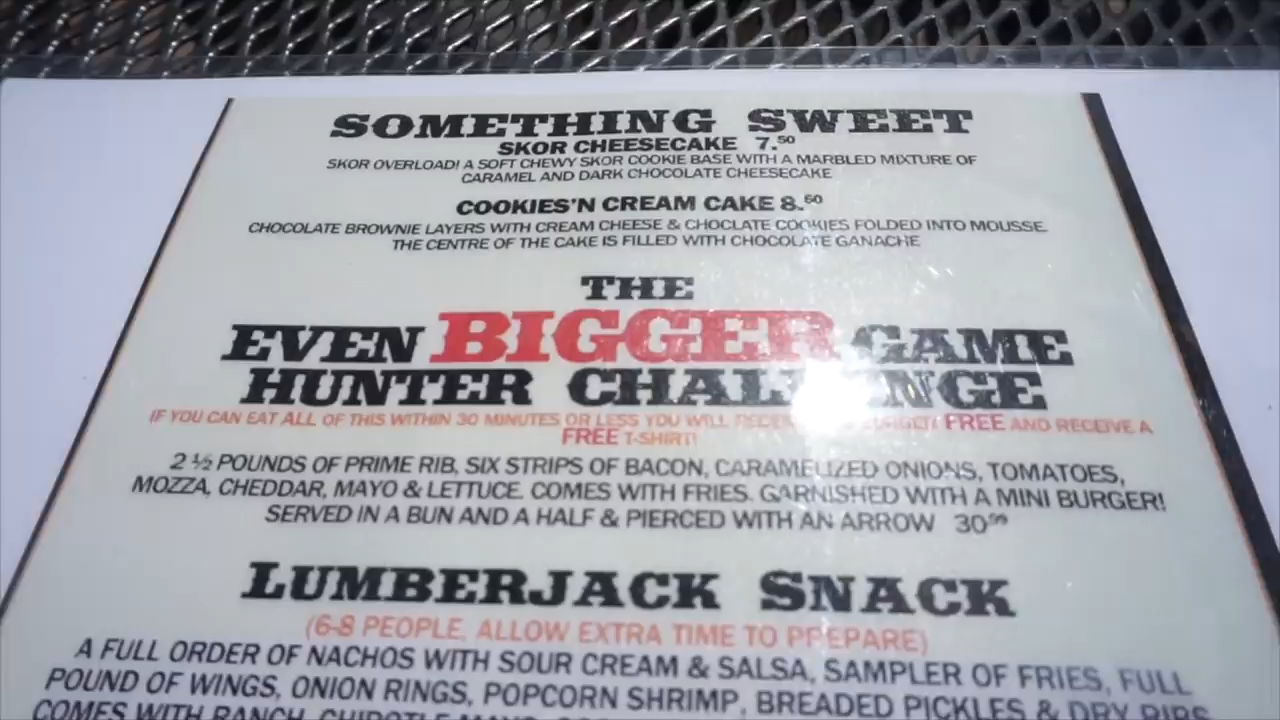 SOMETHING SWEET
SKOR CHEESECAKE 7.50
SKOR OVERLOAD! A SOFT CHEWY SKOR COOKIE BASE WITH A MARBLED MIXTURE OF
CARAMEL AND DARK CHOCOLATE CHEESECAKE
COOKIES'N CREAM CAKE 8.50
CHOCOLATE BROWNIE LAYERS WITH CREAM CHEESE & CHOCLATE COOKIES FOLDED INTO MOUSSE.
THE CENTRE OF THE CAKE IS FILLED WITH CHOCOLATE GANACHE
THE
EVEN BIGGER GAME
HUNTER CHALLENGE
IF YOU CAN EAT ALL OF THIS WITHIN 30 MINUTES OR LESS YOU WILL FREE AND RECEIVE A
FREE T-SHIRT!
2 ½ POUNDS OF PRIME RIB, SIX STRIPS OF BACON, CARAMELIZED ONIONS, TOMATOES,
MOZZA, CHEDDAR, MAYO & LETTUCE. COMES WITH FRIES. GARNISHED WITH A MINI BURGER!
SERVED IN A BUN AND A HALF & PIERCED WITH AN ARROW 30.99
LUMBERJACK SNACK
(6-8 PEOPLE, ALLOW EXTRA TIME TO PREPARE)
A FULL ORDER OF NACHOS WITH SOUR CREAM & SALSA, SAMPLER OF FRIES, FULL
POUND OF WINGS, ONION RINGS, POPCORN SHRIMP, BREADED PICKLES & DRY RIBS
COMES WITH RANCH, CHIPOTLE MAYO,